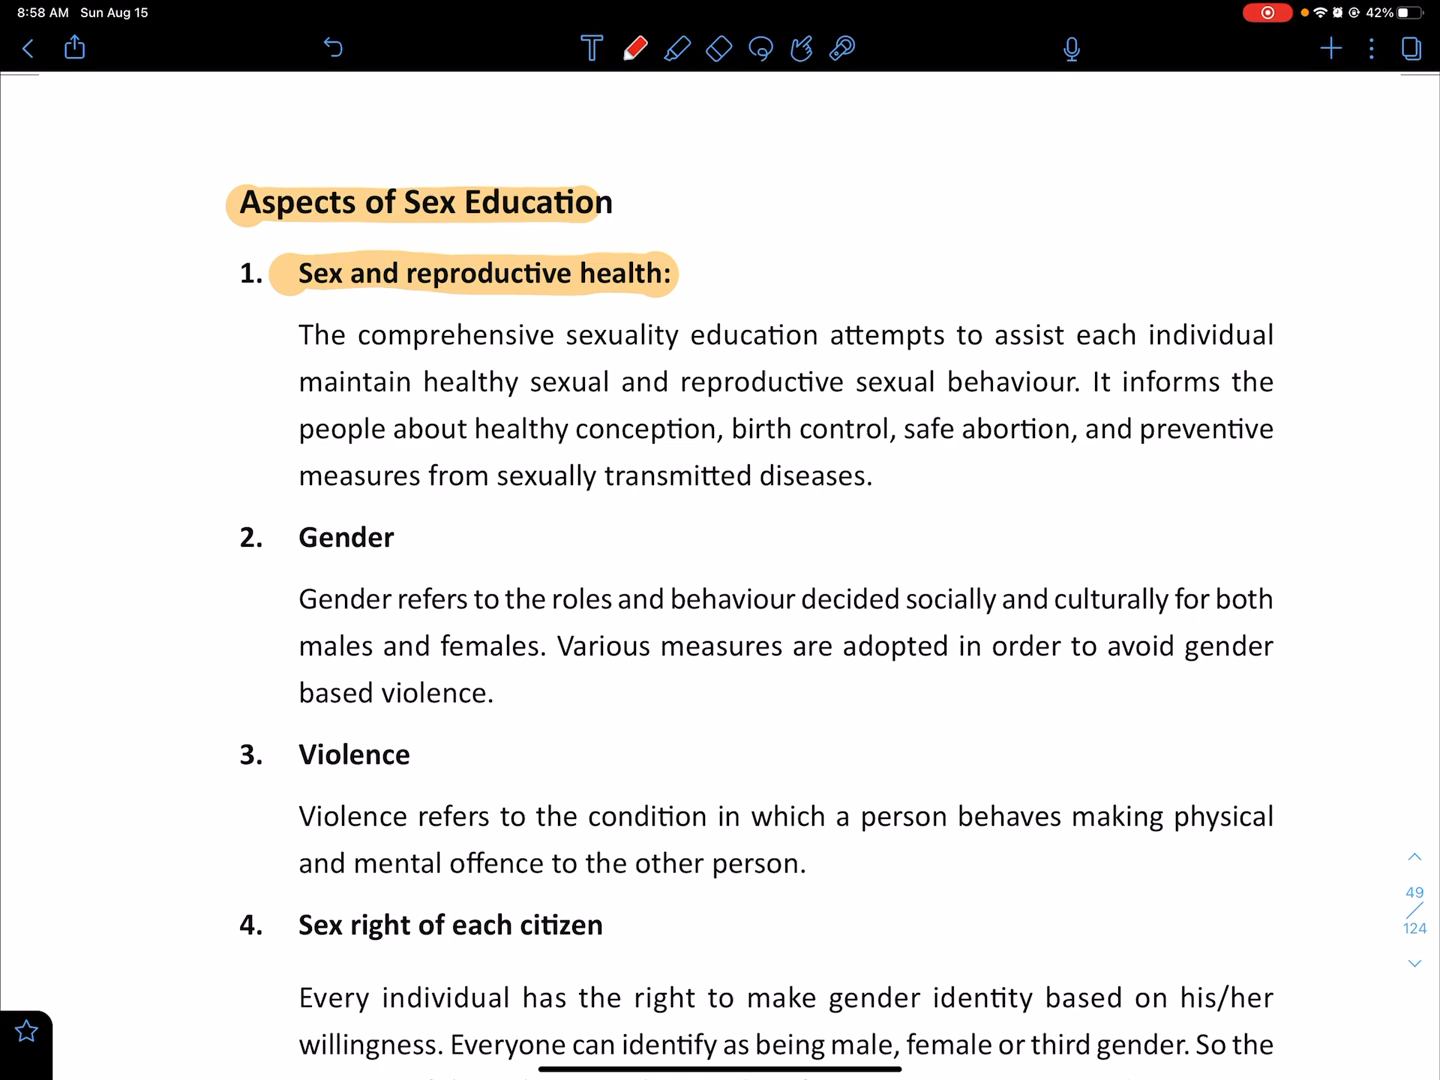 8:58 AM Sun Aug 15
42%
Aspects of Sex Education
1. Sex and reproductive health:
The comprehensive sexuality education attempts to assist each individual
maintain healthy sexual and reproductive sexual behaviour. It informs the
people about healthy conception, birth control, safe abortion, and preventive
measures from sexually transmitted diseases.
2. Gender
Gender refers to the roles and behaviour decided socially and culturally for both
males and females. Various measures are adopted in order to avoid gender
based violence.
3. Violence
Violence refers to the condition in which a person behaves making physical
and mental offence to the other person.
4. Sex right of each citizen
Every individual has the right to make gender identity based on his/her
willingness. Everyone can identify as being male, female or third gender. So the
49
124